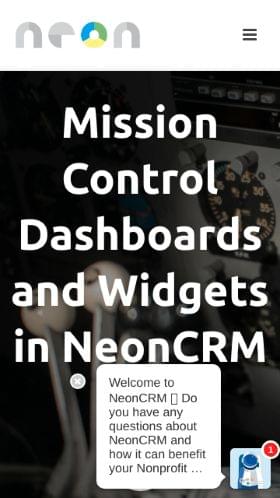 neon
Mission
Control
Dashboards
and Widgets
in NeonCRM
Welcome to
NeonCRM ▯ Do
you have any
questions about
NeonCRM and
how it can benefit
your Nonprofit ...
1